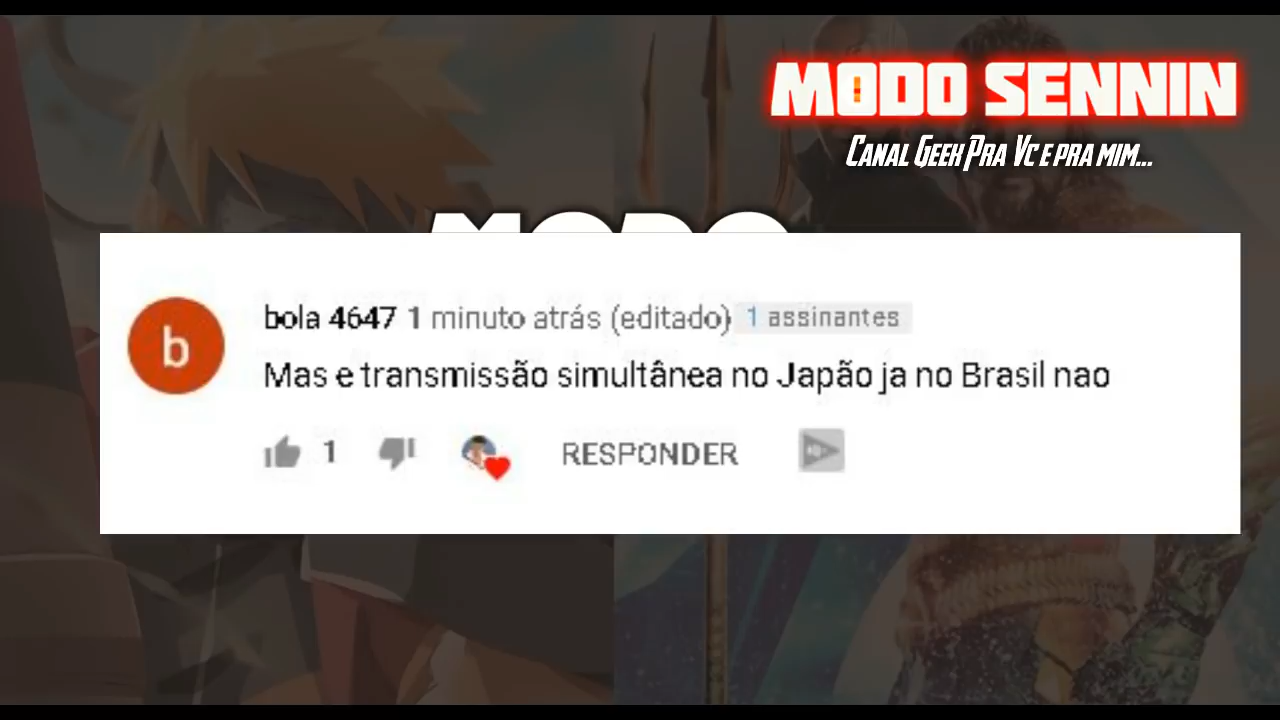 MODO SENNIN
Canal Geek Pra Vc e pra mim...
MODO
b
bola 4647 1 minuto atrás (editado) 1 assinantes
Mas e transmissão simultânea no Japão ja no Brasil nao
1 RESPONDER